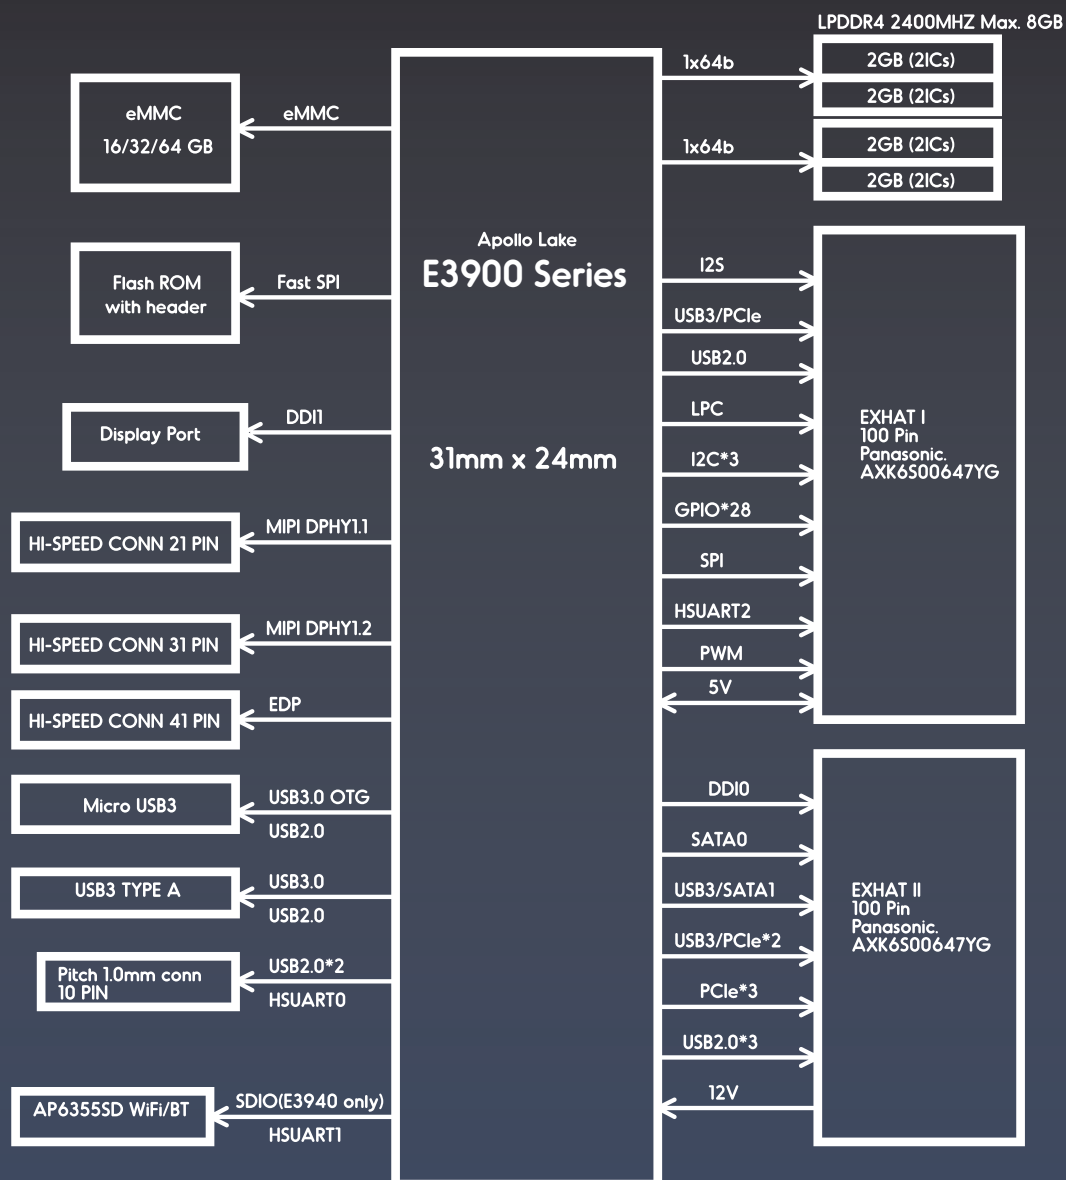 LPDDR4 2400MHZ Max. 8GB
1x64b
2GB (2ICs)
2GB (2ICs)
1x64b
2GB (2ICs)
2GB (2ICs)
eMMC
16/32/64 GB
eMMC
Flash ROM
with header
Fast SPI
Display Port
DDI1
HI-SPEED CONN 21 PIN
MIPI DPHY1.1
HI-SPEED CONN 31 PIN
MIPI DPHY1.2
HI-SPEED CONN 41 PIN
EDP
Micro USB3
USB3.0 OTG
USB2.0
USB3 TYPE A
USB3.0
USB2.0
Pitch 1.0mm conn
10 PIN
USB2.0*2
HSUART0
AP6355SD WiFi/BT
SDIO(E3940 only)
HSUART1
Apollo Lake
E3900 Series
31mm x 24mm
I2S
USB3/PCIe
USB2.0
LPC
I2C*3
GPIO*28
SPI
HSUART2
PWM
5V
EXHAT I
100 Pin
Panasonic.
AXK6S00647YG
DDI0
SATA0
USB3/SATA1
USB3/PCIe*2
PCIe*3
USB2.0*3
12V
EXHAT II
100 Pin
Panasonic.
AXK6S00647YG